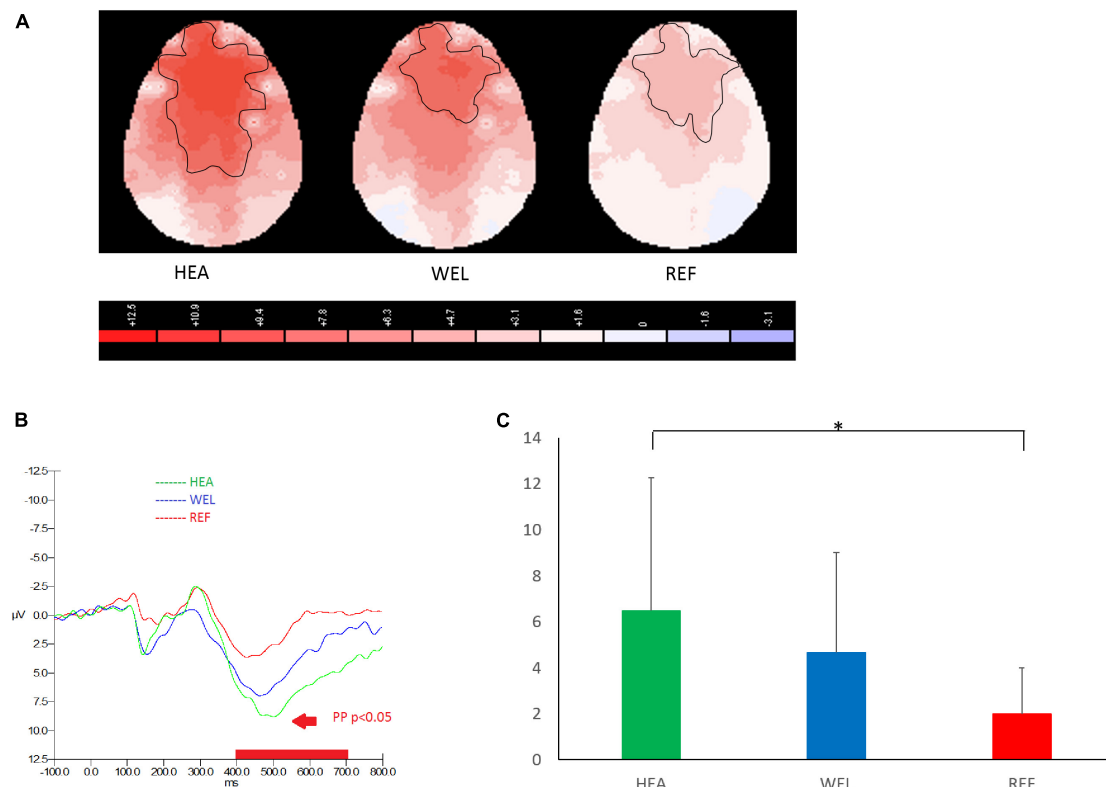 A
HEA WEL REF
+12.5 +10.9 +9.4 +7.8 +6.3 +4.7 +3.1 +1.6 0 -1.6 -3.1
B
-12.5
-10.0
-7.5
-5.0
-2.5
µV 0.0
2.5
5.0
7.5
10.0
12.5
HEA
WEL
REF
PP p<0.05
-100.0 0.0 100.0 200.0 300.0 400.0 500.0 600.0 700.0 800.0
ms
C
14
12
10
8
6
4
2
0
*
HEA WEL REF